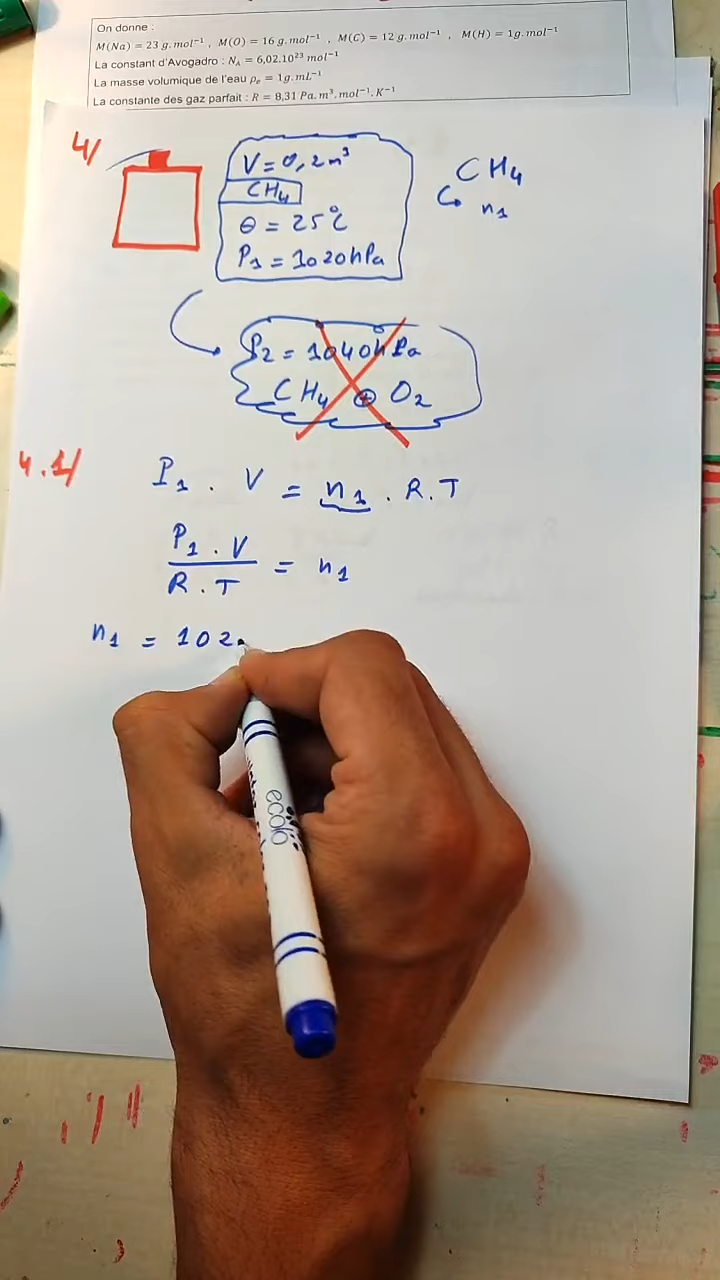 On donne :
M(Na) = 23 g.mol⁻¹ , M(O) = 16 g.mol⁻¹ , M(C) = 12 g.mol⁻¹ , M(H) = 1g.mol⁻¹
La constant d'Avogadro : N_A = 6,02.10²³ mol⁻¹
La masse volumique de l'eau ρ_e = 1g.mL⁻¹
La constante des gaz parfait : R = 8,31 Pa.m³.mol⁻¹.K⁻¹
4/
V = 0,2m³
CH₄
θ = 25°C
P₁ = 1020hPa
CH₄
n₁
P₂ = 1040hPa
CH₄ ⊕ O₂
4.1/
P₁ . V = n₁ . R.T
P₁ . V
R . T
= n₁
n₁ = 102
ecolo